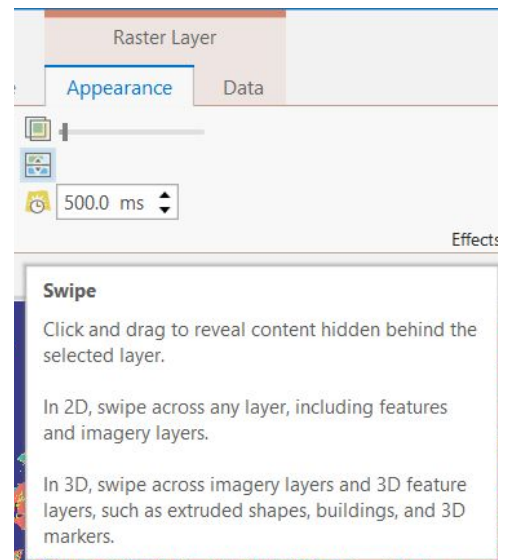 Raster Layer
Appearance Data
500.0 ms
Effects
Swipe
Click and drag to reveal content hidden behind the
selected layer.
In 2D, swipe across any layer, including features
and imagery layers.
In 3D, swipe across imagery layers and 3D feature
layers, such as extruded shapes, buildings, and 3D
markers.